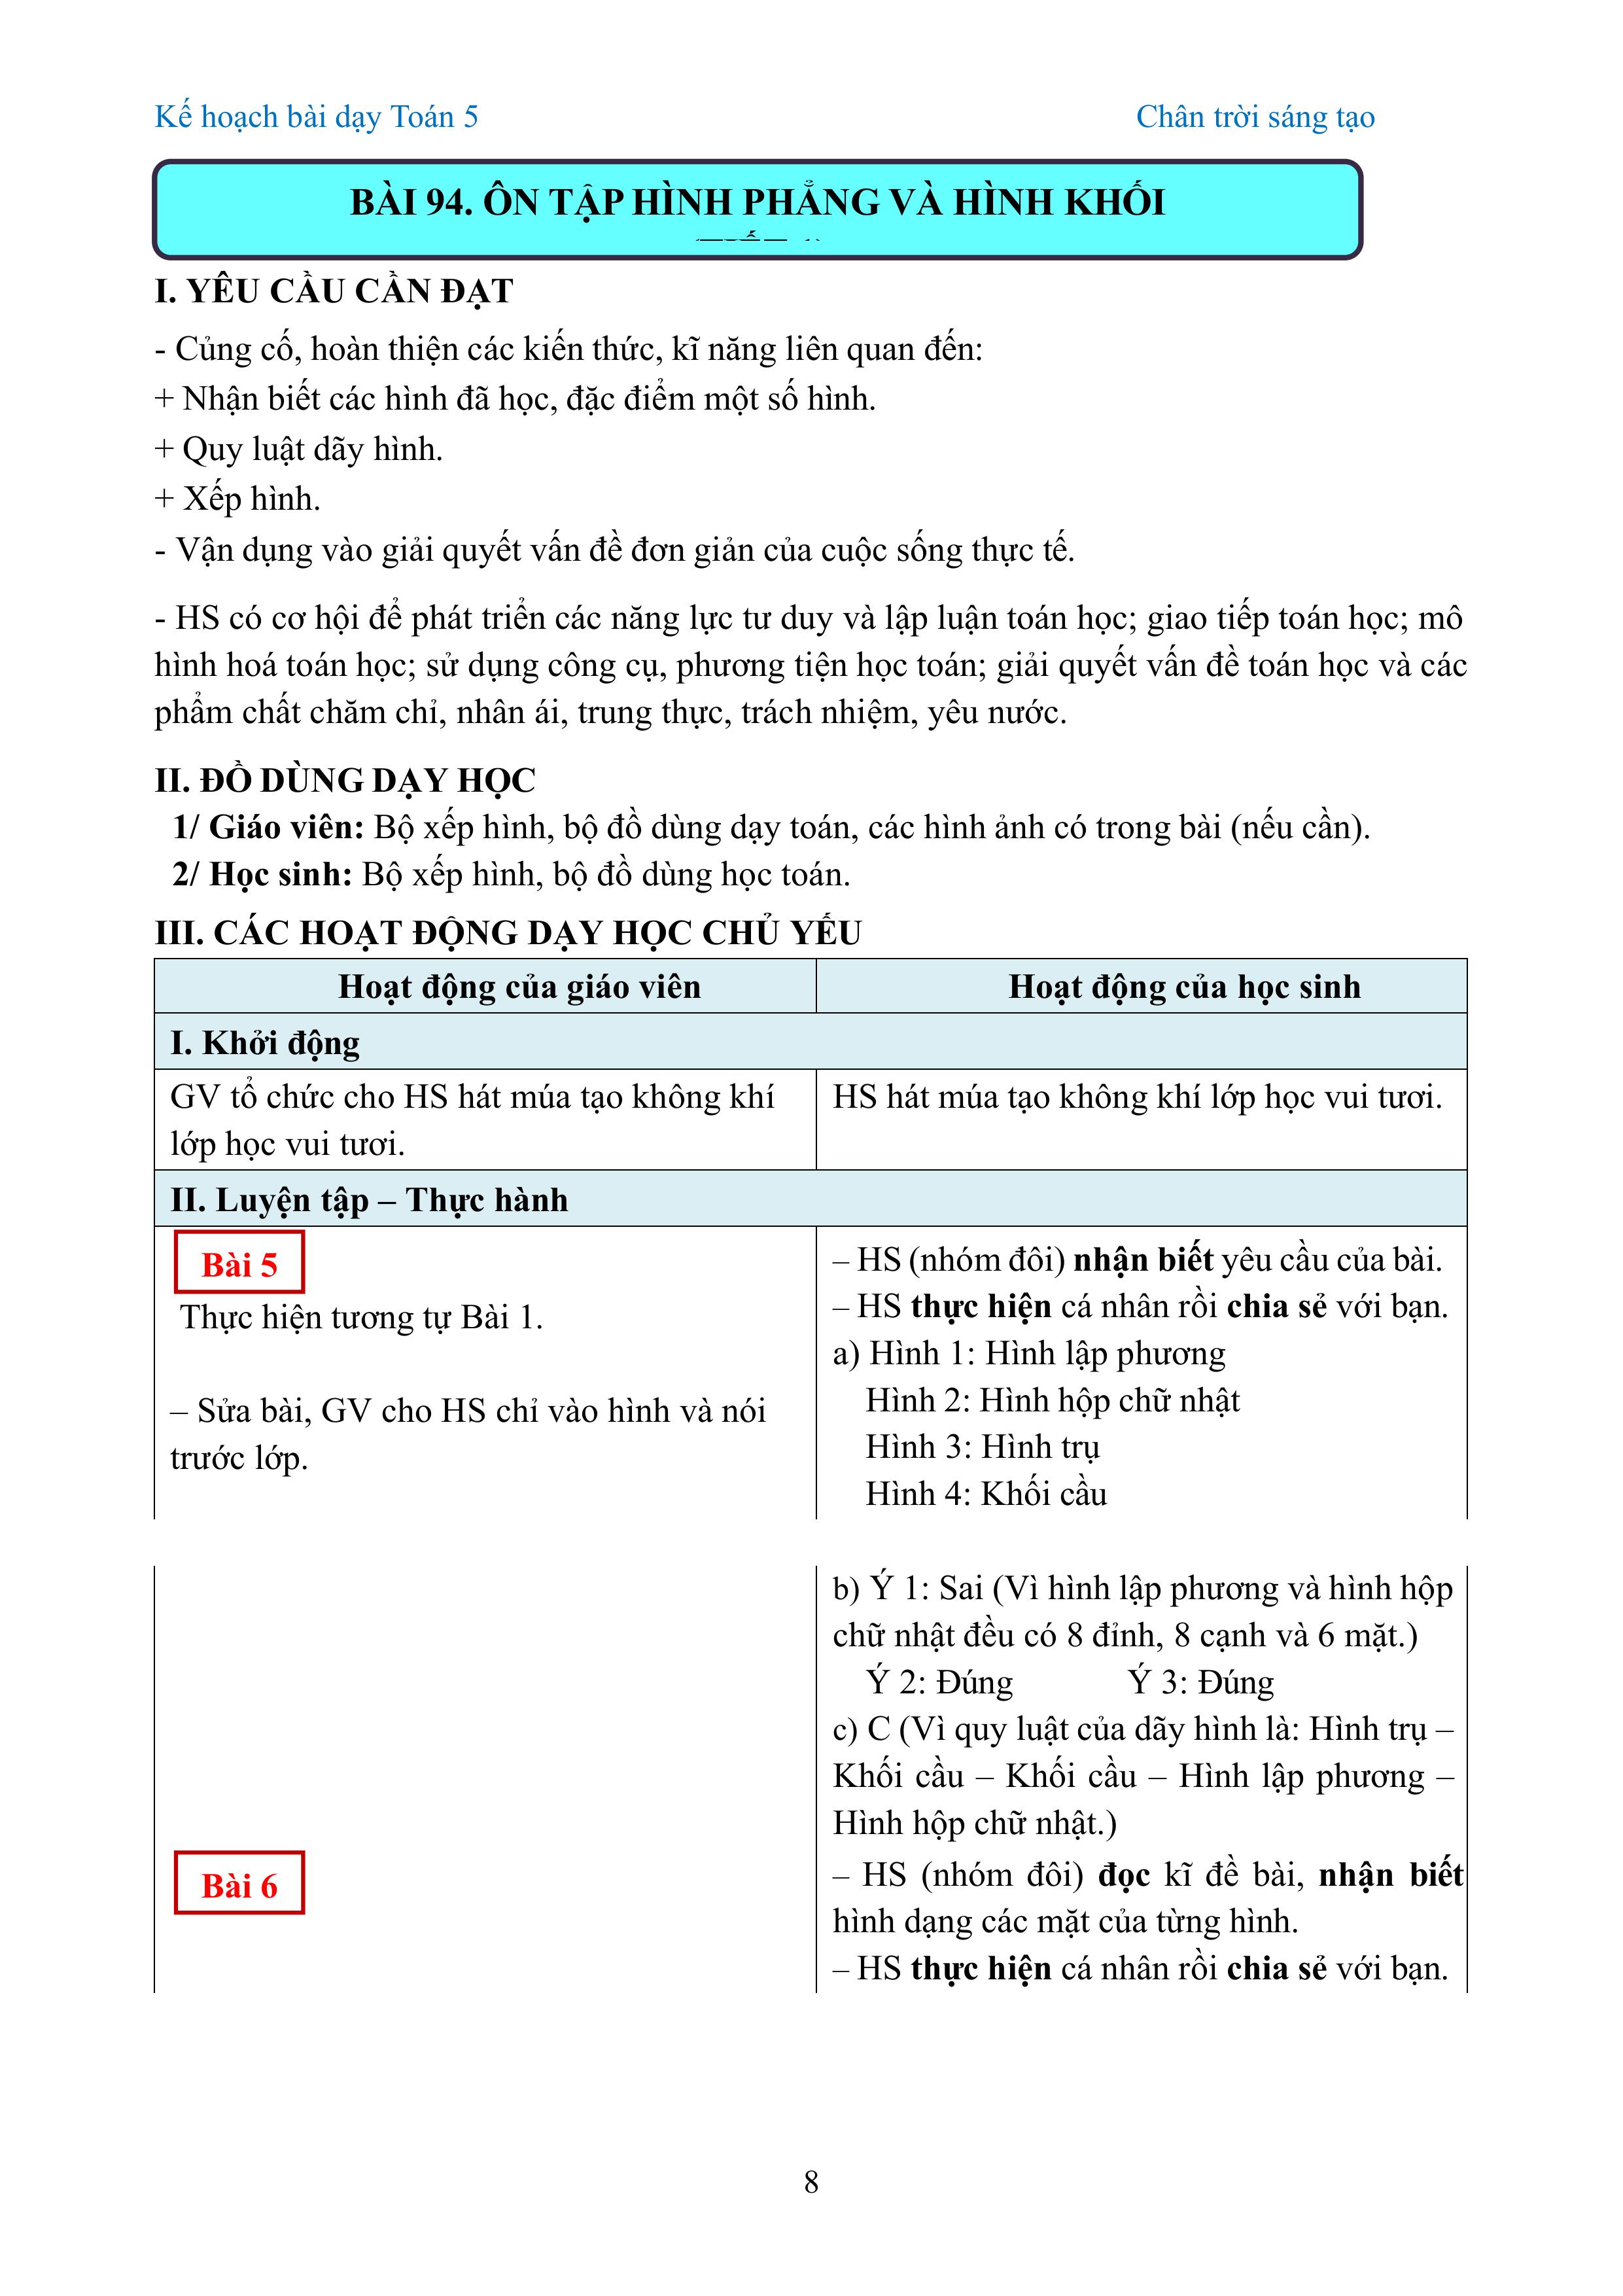 Kế hoạch bài dạy Toán 5 Chân trời sáng tạo
BÀI 94. ÔN TẬP HÌNH PHẲNG VÀ HÌNH KHỐI
I. YÊU CẦU CẦN ĐẠT
- Củng cố, hoàn thiện các kiến thức, kĩ năng liên quan đến:
+ Nhận biết các hình đã học, đặc điểm một số hình.
+ Quy luật dãy hình.
+ Xếp hình.
- Vận dụng vào giải quyết vấn đề đơn giản của cuộc sống thực tế.
- HS có cơ hội để phát triển các năng lực tư duy và lập luận toán học; giao tiếp toán học; mô
hình hoá toán học; sử dụng công cụ, phương tiện học toán; giải quyết vấn đề toán học và các
phẩm chất chăm chỉ, nhân ái, trung thực, trách nhiệm, yêu nước.
II. ĐỒ DÙNG DẠY HỌC
1/ Giáo viên: Bộ xếp hình, bộ đồ dùng dạy toán, các hình ảnh có trong bài (nếu cần).
2/ Học sinh: Bộ xếp hình, bộ đồ dùng học toán.
III. CÁC HOẠT ĐỘNG DẠY HỌC CHỦ YẾU
Hoạt động của giáo viên
Hoạt động của học sinh
I. Khởi động
GV tổ chức cho HS hát múa tạo không khí
lớp học vui tươi.
HS hát múa tạo không khí lớp học vui tươi.
II. Luyện tập – Thực hành
Bài 5
Thực hiện tương tự Bài 1.
– Sửa bài, GV cho HS chỉ vào hình và nói
trước lớp.
– HS (nhóm đôi) nhận biết yêu cầu của bài.
– HS thực hiện cá nhân rồi chia sẻ với bạn.
a) Hình 1: Hình lập phương
Hình 2: Hình hộp chữ nhật
Hình 3: Hình trụ
Hình 4: Khối cầu
b) Ý 1: Sai (Vì hình lập phương và hình hộp
chữ nhật đều có 8 đỉnh, 8 cạnh và 6 mặt.)
Ý 2: Đúng Ý 3: Đúng
c) C (Vì quy luật của dãy hình là: Hình trụ –
Khối cầu – Khối cầu – Hình lập phương –
Hình hộp chữ nhật.)
Bài 6
– HS (nhóm đôi) đọc kĩ đề bài, nhận biết
hình dạng các mặt của từng hình.
– HS thực hiện cá nhân rồi chia sẻ với bạn.
8